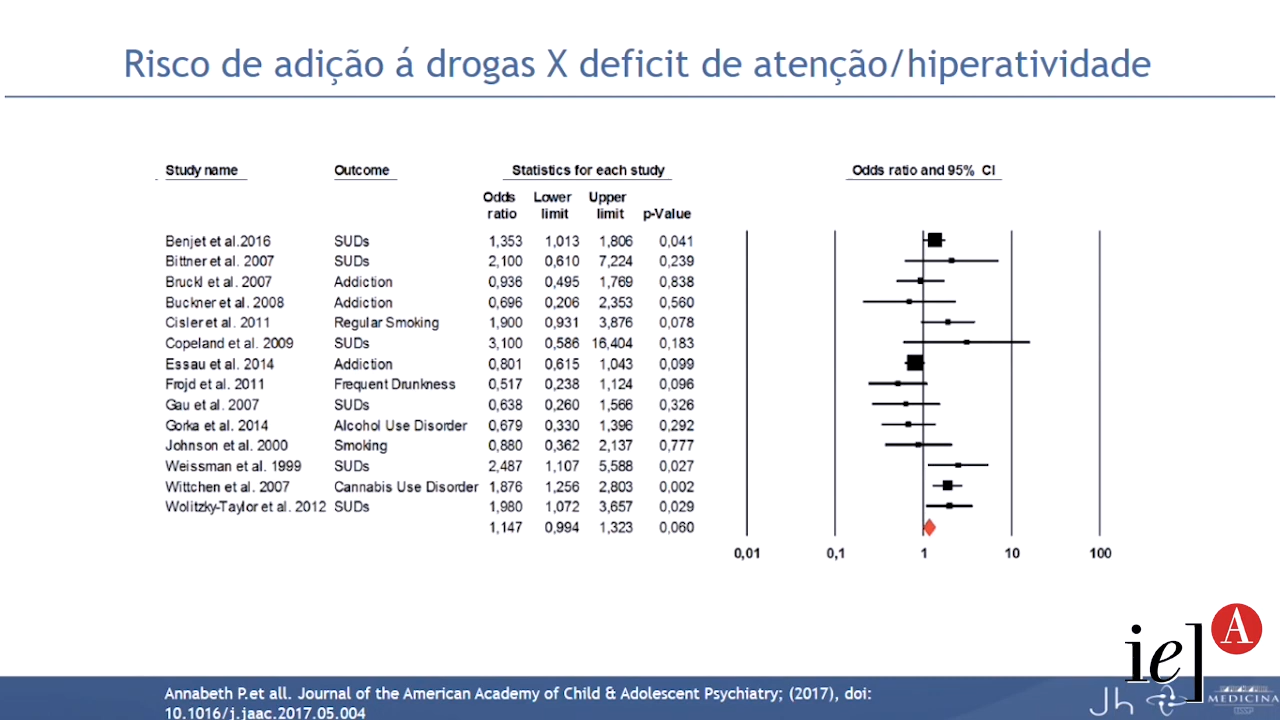 Risco de adição á drogas X deficit de atenção/hiperatividade
Study name Outcome Statistics for each study Odds ratio and 95% CI
Odds ratio Lower limit Upper limit p-Value
Benjet et al.2016 SUDs 1,353 1,013 1,806 0,041
Bittner et al. 2007 SUDs 2,100 0,610 7,224 0,239
Bruckl et al. 2007 Addiction 0,936 0,495 1,769 0,838
Buckner et al. 2008 Addiction 0,696 0,206 2,353 0,560
Cisler et al. 2011 Regular Smoking 1,900 0,931 3,876 0,078
Copeland et al. 2009 SUDs 3,100 0,586 16,404 0,183
Essau et al. 2014 Addiction 0,801 0,615 1,043 0,099
Frojd et al. 2011 Frequent Drunkness 0,517 0,238 1,124 0,096
Gau et al. 2007 SUDs 0,638 0,260 1,566 0,326
Gorka et al. 2014 Alcohol Use Disorder 0,679 0,330 1,396 0,292
Johnson et al. 2000 Smoking 0,880 0,362 2,137 0,777
Weissman et al. 1999 SUDs 2,487 1,107 5,588 0,027
Wittchen et al. 2007 Cannabis Use Disorder 1,876 1,256 2,803 0,002
Wolitzky-Taylor et al. 2012 SUDs 1,980 1,072 3,657 0,029
1,147 0,994 1,323 0,060
0,01 0,1 1 10 100
ie] A
Annabeth P.et all. Journal of the American Academy of Child & Adolescent Psychiatry; (2017), doi:
10.1016/j.jaac.2017.05.004
Jh MEDICINA